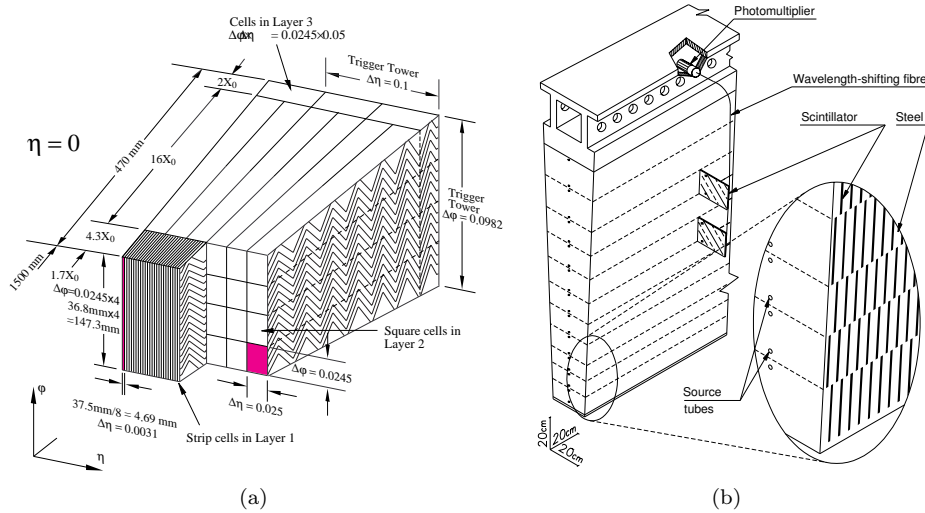 Cells in Layer 3
Δφ×Δη = 0.0245×0.05
Trigger Tower
Δη = 0.1
2X₀
η = 0
470 mm
16X₀
Trigger
Tower
Δφ = 0.0982
4.3X₀
1500 mm
1.7X₀
Δφ=0.0245x4
36.8mmx4
=147.3mm
Square cells in
Layer 2
Δφ = 0.0245
Δη = 0.025
37.5mm/8 = 4.69 mm
Δη = 0.0031
Strip cells in Layer 1
φ
η
(a)
Photomultiplier
Wavelength-shifting fibre
Scintillator
Steel
Source
tubes
20cm
20cm
20cm
(b)